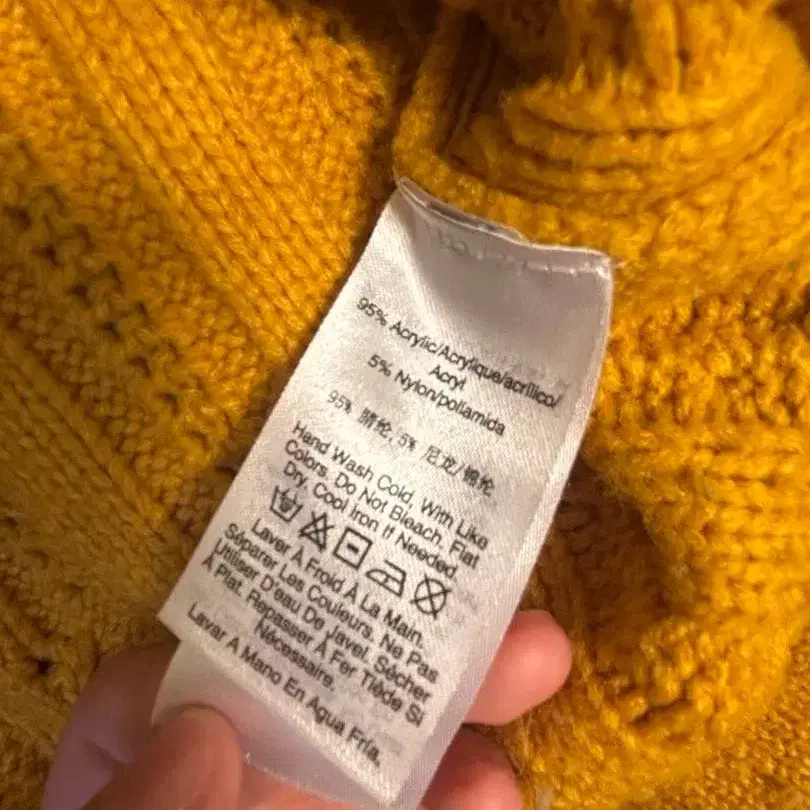 95% Acrylic/Acrylique/acrílico/
Acryl
5% Nylon/poliamida
95% 腈纶, 5% 尼龙/锦纶
Hand Wash Cold, With Like
Colors, Do Not Bleach, Flat
Dry, Cool Iron If Needed.
Laver À Froid À La Main,
Séparer Les Couleurs. Ne Pas
Utiliser D'eau De Javel, Sécher
À Plat, Repasser À Fer Tiède Si
Nécessaire.
Lavar A Mano En Agua Fría,